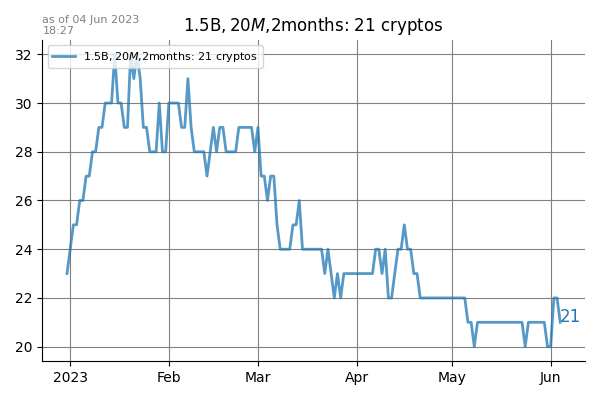 as of 04 Jun 2023
18:27
1.5B, 20M,2months: 21 cryptos
1.5B, 20M,2months: 21 cryptos
32
30
28
26
24
22
20
21
2023
Feb
Mar
Apr
May
Jun